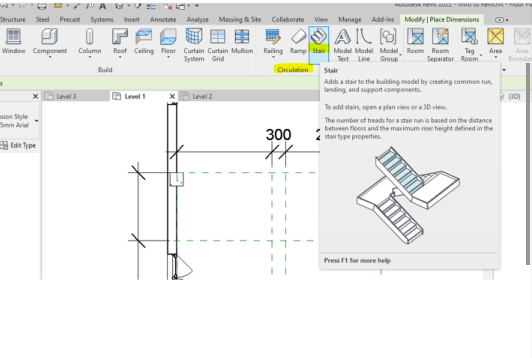 Autodesk Revit 2022 - Intro to Revit.rvt - Floor Pla
Structure Steel Precast Systems Insert Annotate Analyze Massing & Site Collaborate View Manage Add-Ins Modify | Place Dimensions
Window Component Column Roof Ceiling Floor Curtain System Curtain Grid Mullion Railing Ramp Stair Model Text Model Line Model Group Room Room Separator Tag Room Area Area
Build Circulation
Level 3 Level 1 Level 2 {3D}
5mm Arial
Edit Type
300
Stair
Adds a stair to the building model by creating common run,
landing, and support components.
To add stairs, open a plan view or a 3D view.
The number of treads for a stair run is based on the distance
between floors and the maximum riser height defined in the
stair type properties.
Press F1 for more help